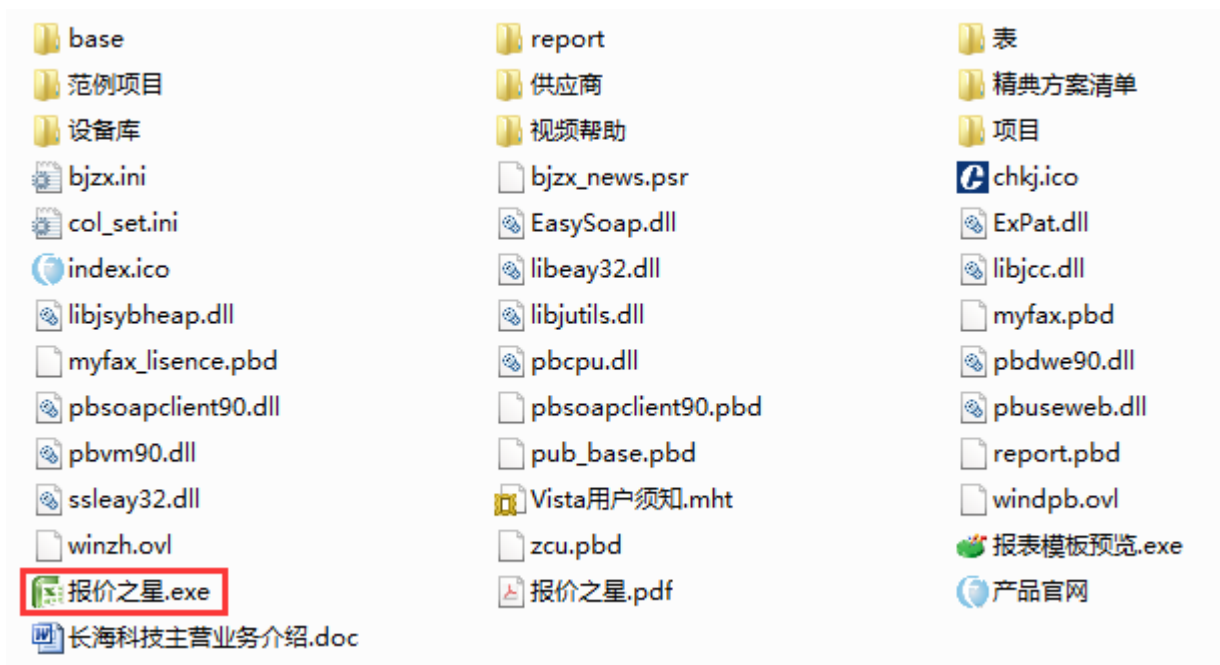 base report 表
范例项目 供应商 精典方案清单
设备库 视频帮助 项目
bjzx.ini bjzx_news.psr chkj.ico
col_set.ini EasySoap.dll ExPat.dll
index.ico libeay32.dll libjcc.dll
libjsybheap.dll libjutils.dll myfax.pbd
myfax_lisence.pbd pbcpu.dll pbdwe90.dll
pbsoapclient90.dll pbsoapclient90.pbd pbuseweb.dll
pbvm90.dll pub_base.pbd report.pbd
ssleay32.dll Vista用户须知.mht windpb.ovl
winzh.ovl zcu.pbd 报表模板预览.exe
报价之星.exe 报价之星.pdf 产品官网
长海科技主营业务介绍.doc